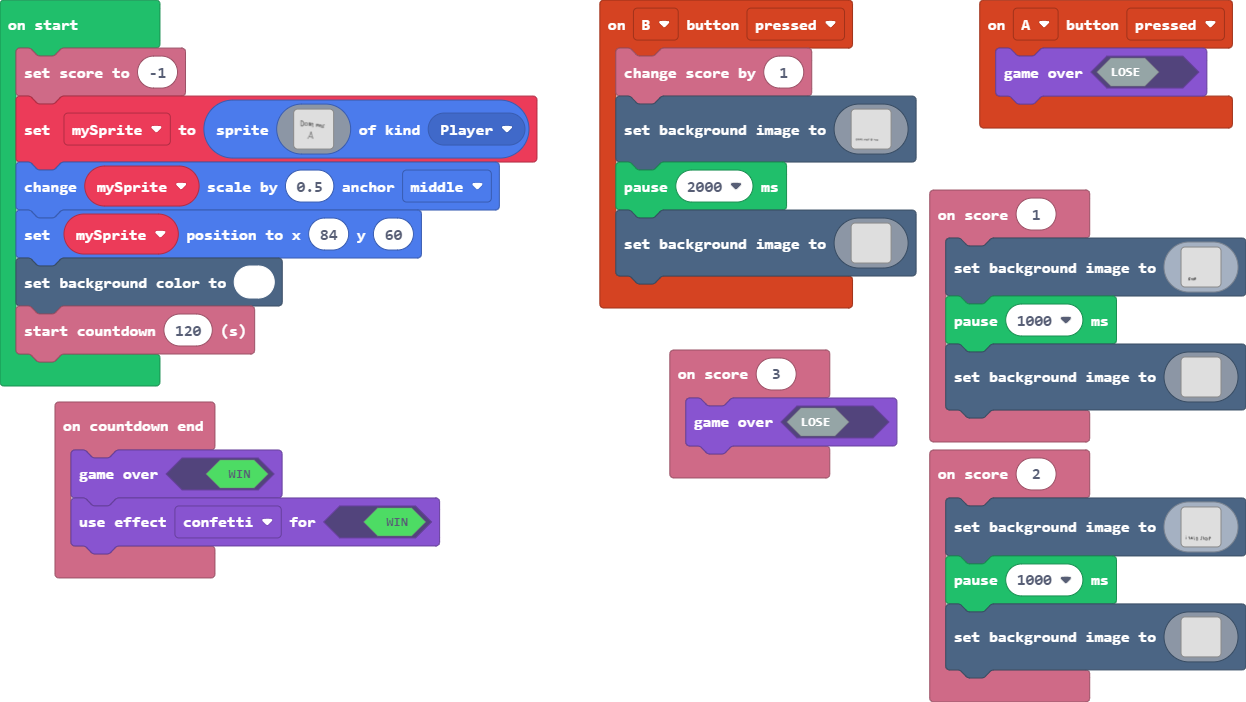 on start
set score to -1
set mySprite to sprite A of kind Player
change mySprite scale by 0.5 anchor middle
set mySprite position to x 84 y 60
set background color to
start countdown 120 (s)
on countdown end
game over WIN
use effect confetti for WIN
on B button pressed
change score by 1
set background image to
pause 2000 ms
set background image to
on score 3
game over LOSE
on A button pressed
game over LOSE
on score 1
set background image to
pause 1000 ms
set background image to
on score 2
set background image to
pause 1000 ms
set background image to